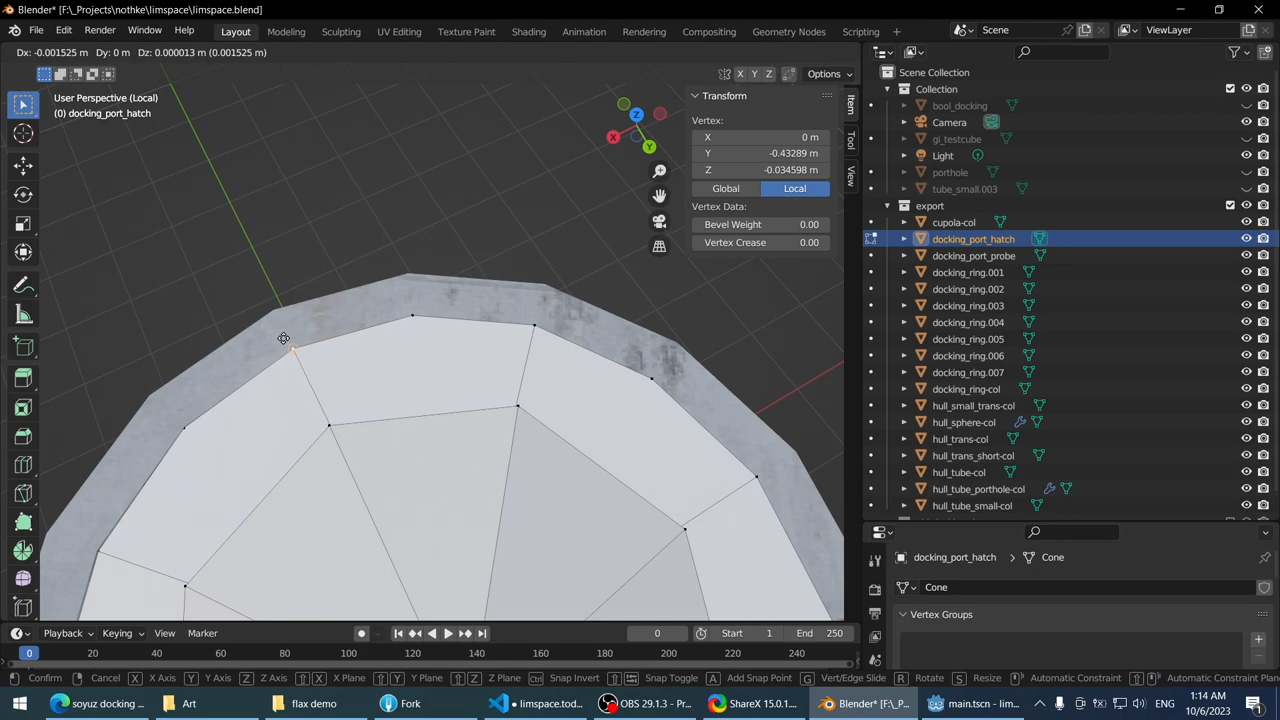 Blender* [F:\_Projects\nothke/limspace\limspace.blend]
File Edit Render Window Help Layout Modeling Sculpting UV Editing Texture Paint Shading Animation Rendering Compositing Geometry Nodes Scripting Scene ViewLayer
Dx: -0.001525 m Dy: 0 m Dz: 0.000013 m (0.001525 m)
X Y Z Options
User Perspective (Local)
(0) docking_port_hatch
Z
X
Y
Transform
Vertex:
X 0 m
Y -0.43289 m
Z -0.034598 m
Global Local
Vertex Data:
Bevel Weight 0.00
Vertex Crease 0.00
Item
Tool
View
Scene Collection
Collection
bool_docking
Camera
gi_testcube
Light
porthole
tube_small.003
export
cupola-col
docking_port_hatch
docking_port_probe
docking_ring.001
docking_ring.002
docking_ring.003
docking_ring.004
docking_ring.005
docking_ring.006
docking_ring.007
docking_ring-col
hull_small_trans-col
hull_sphere-col
hull_trans-col
hull_trans_short-col
hull_tube-col
hull_tube_porthole-col
hull_tube_small-col
docking_port_hatch Cone
Cone
Vertex Groups
Playback Keying View Marker 0 Start 1 End 250
0 20 40 60 80 100 120 140 160 180 200 220 240
Confirm Cancel X X Axis Y Y Axis Z Z Axis X X Plane Y Y Plane Z Z Plane Ctrl Snap Invert Snap Toggle A Add Snap Point G Vert/Edge Slide R Rotate S Resize Automatic Constraint Automatic Constraint Plane
soyuz docking ... Art flax demo Fork • limspace.tod... OBS 29.1.3 - Pr... ShareX 15.0.1... Blender* [F:\_P... main.tscn - lim...
1:14 AM
10/6/2023